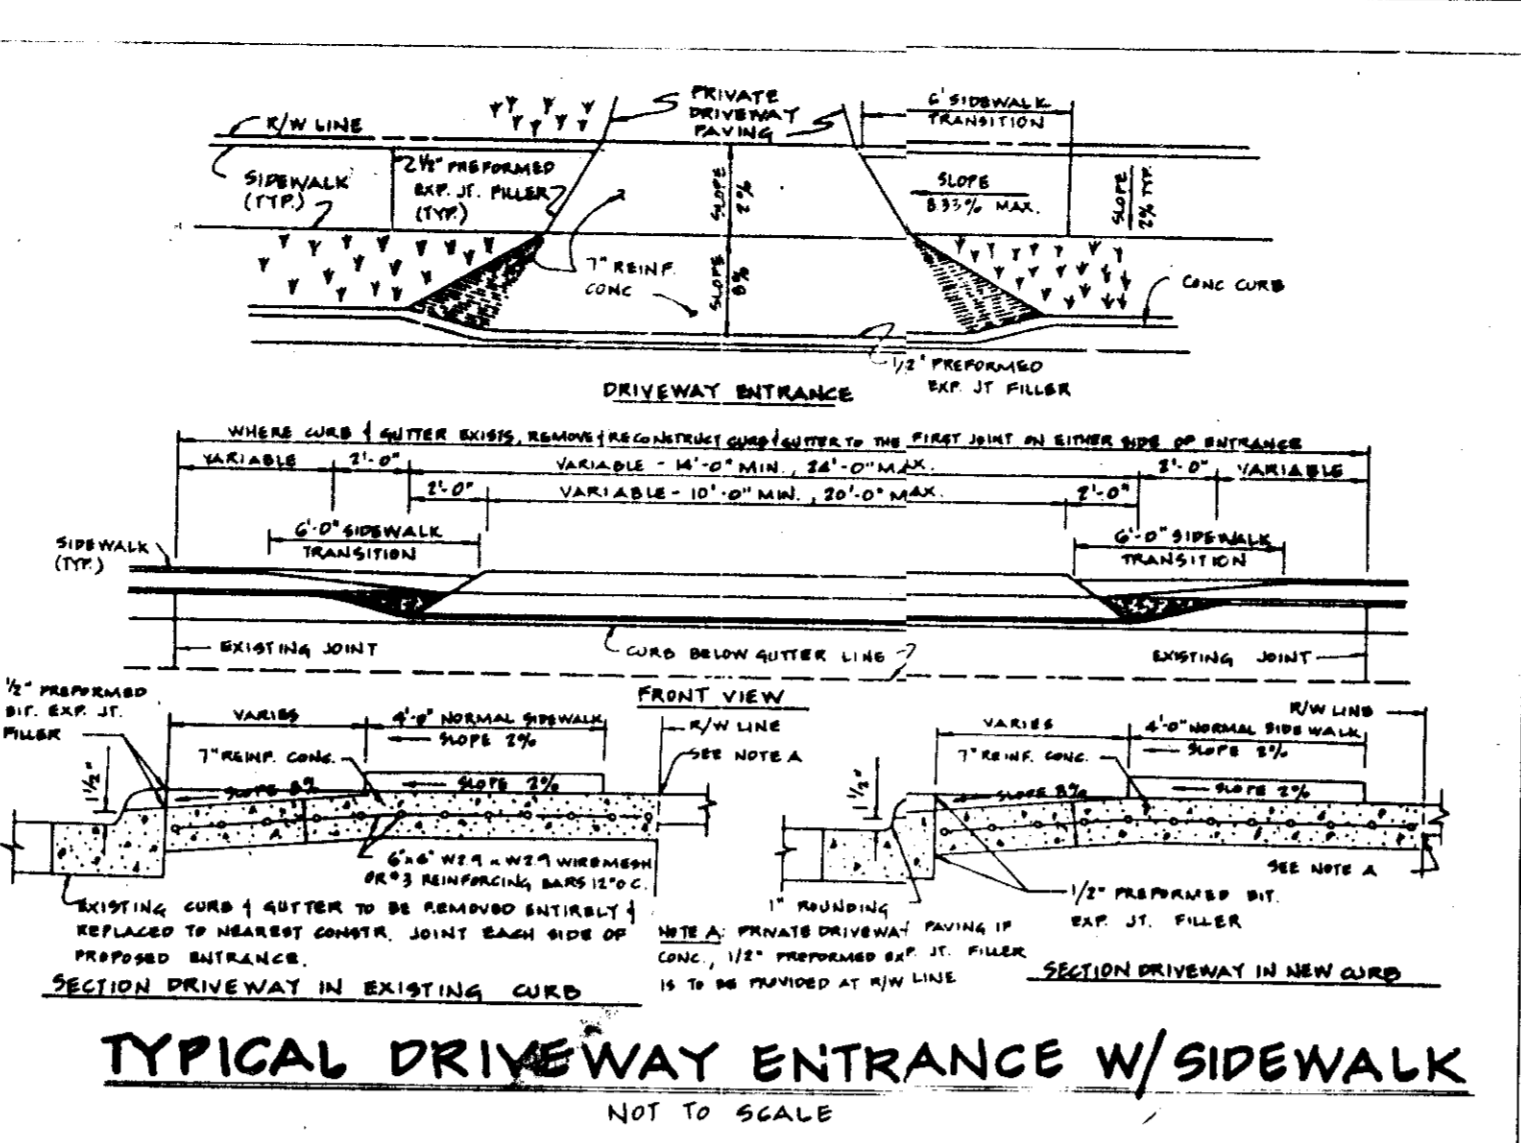 PRIVATE
DRIVEWAY
PAVING
6' SIDEWALK
TRANSITION
R/W LINE
SIDEWALK
(TYP.)
2 1/2" PREFORMED
EXP. JT. FILLER
(TYP.)
SLOPE
2%
SLOPE
8.33% MAX.
SLOPE
2% TYP.
7" REINF.
CONC
SLOPE
8%
CONC CURB
1/2" PREFORMED
EXP. JT FILLER
DRIVEWAY ENTRANCE
WHERE CURB & GUTTER EXISTS, REMOVE & RECONSTRUCT CURB & GUTTER TO THE FIRST JOINT ON EITHER SIDE OF ENTRANCE
VARIABLE 2'-0" VARIABLE - 14'-0" MIN., 24'-0" MAX. 2'-0" VARIABLE
2'-0" VARIABLE - 10'-0" MIN., 20'-0" MAX. 2'-0"
6'-0" SIDEWALK
TRANSITION
6'-0" SIDEWALK
TRANSITION
SIDEWALK
(TYP.)
EXISTING JOINT
CURB BELOW GUTTER LINE
EXISTING JOINT
FRONT VIEW
1/2" PREFORMED
BIT. EXP. JT.
FILLER
VARIES
4'-0" NORMAL SIDEWALK
SLOPE 2%
R/W LINE
SEE NOTE A
7" REINF. CONC.
1 1/2"
SLOPE 8%
SLOPE 2%
6"x6" W2.9 x W2.9 WIREMESH
OR #3 REINFORCING BARS 12" O.C.
EXISTING CURB & GUTTER TO BE REMOVED ENTIRELY &
REPLACED TO NEAREST CONSTR. JOINT EACH SIDE OF
PROPOSED ENTRANCE.
SECTION DRIVEWAY IN EXISTING CURB
R/W LINE
VARIES
4'-0" NORMAL SIDE WALK
SLOPE 2%
7" REINF. CONC.
1 1/2"
SLOPE 8%
SLOPE 2%
SEE NOTE A
1" ROUNDING
1/2" PREFORMED BIT.
EXP. JT. FILLER
NOTE A: PRIVATE DRIVEWAY PAVING IF
CONC., 1/2" PREFORMED EXP. JT. FILLER
IS TO BE PROVIDED AT R/W LINE
SECTION DRIVEWAY IN NEW CURB
TYPICAL DRIVEWAY ENTRANCE W/SIDEWALK
NOT TO SCALE